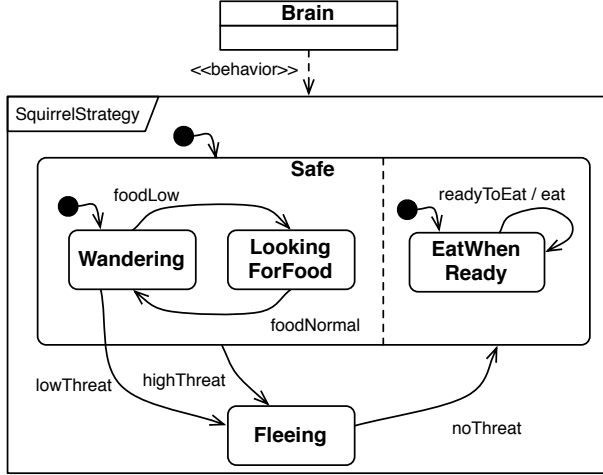 Brain
<<behavior>>
SquirrelStrategy
Safe
foodLow
readyToEat / eat
Wandering
Looking
ForFood
EatWhen
Ready
foodNormal
lowThreat
highThreat
Fleeing
noThreat